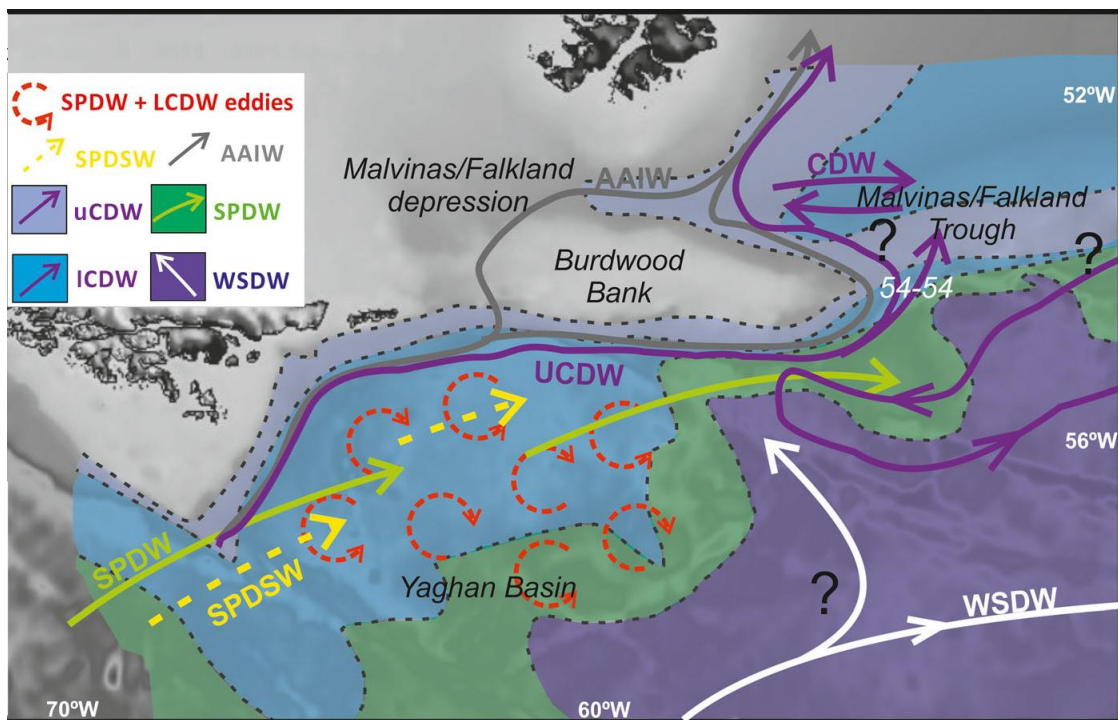 SPDW + LCDW eddies
SPDSW
AAIW
uCDW
SPDW
lCDW
WSDW
52ºW
Malvinas/Falkland
depression
AAIW
CDW
Malvinas/Falkland
Trough
?
?
Burdwood
Bank
54-54
UCDW
56ºW
SPDW
SPDSW
Yaghan Basin
?
WSDW
70ºW
60ºW